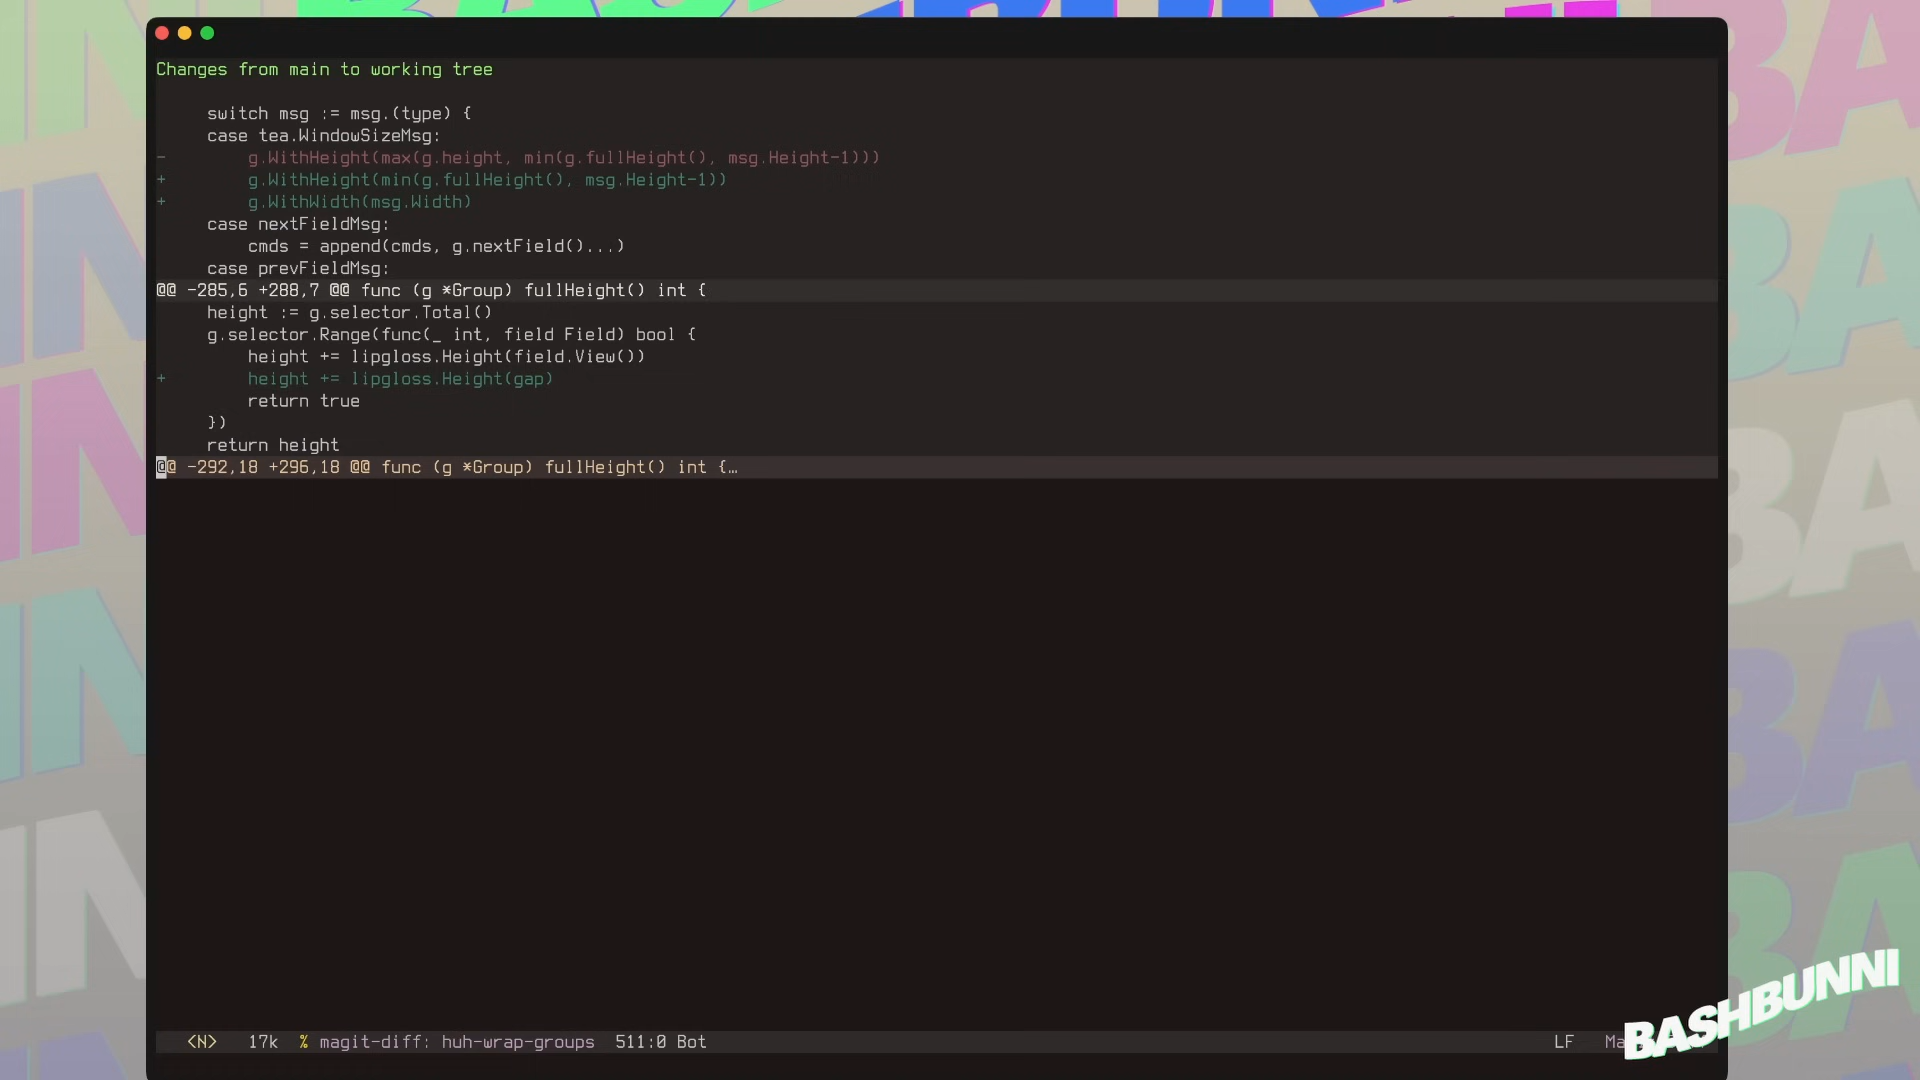 Changes from main to working tree
switch msg := msg.(type) {
case tea.WindowSizeMsg:
- g.WithHeight(max(g.height, min(g.fullHeight(), msg.Height-1)))
+ g.WithHeight(min(g.fullHeight(), msg.Height-1))
+ g.WithWidth(msg.Width)
case nextFieldMsg:
cmds = append(cmds, g.nextField()...)
case prevFieldMsg:
@@ -285,6 +288,7 @@ func (g *Group) fullHeight() int {
height := g.selector.Total()
g.selector.Range(func(_ int, field Field) bool {
height += lipgloss.Height(field.View())
+ height += lipgloss.Height(gap)
return true
})
return height
@@ -292,18 +296,18 @@ func (g *Group) fullHeight() int {…
<N> 17k % magit-diff: huh-wrap-groups 511:0 Bot LF
BASHBUNNI